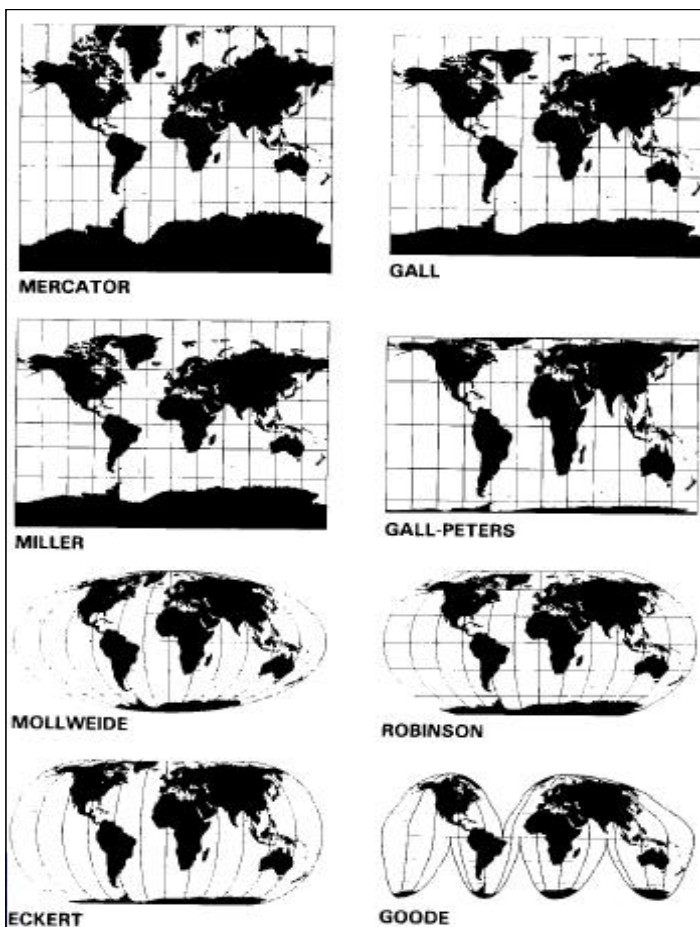 MERCATOR
GALL
MILLER
GALL-PETERS
MOLLWEIDE
ROBINSON
ECKERT
GOODE